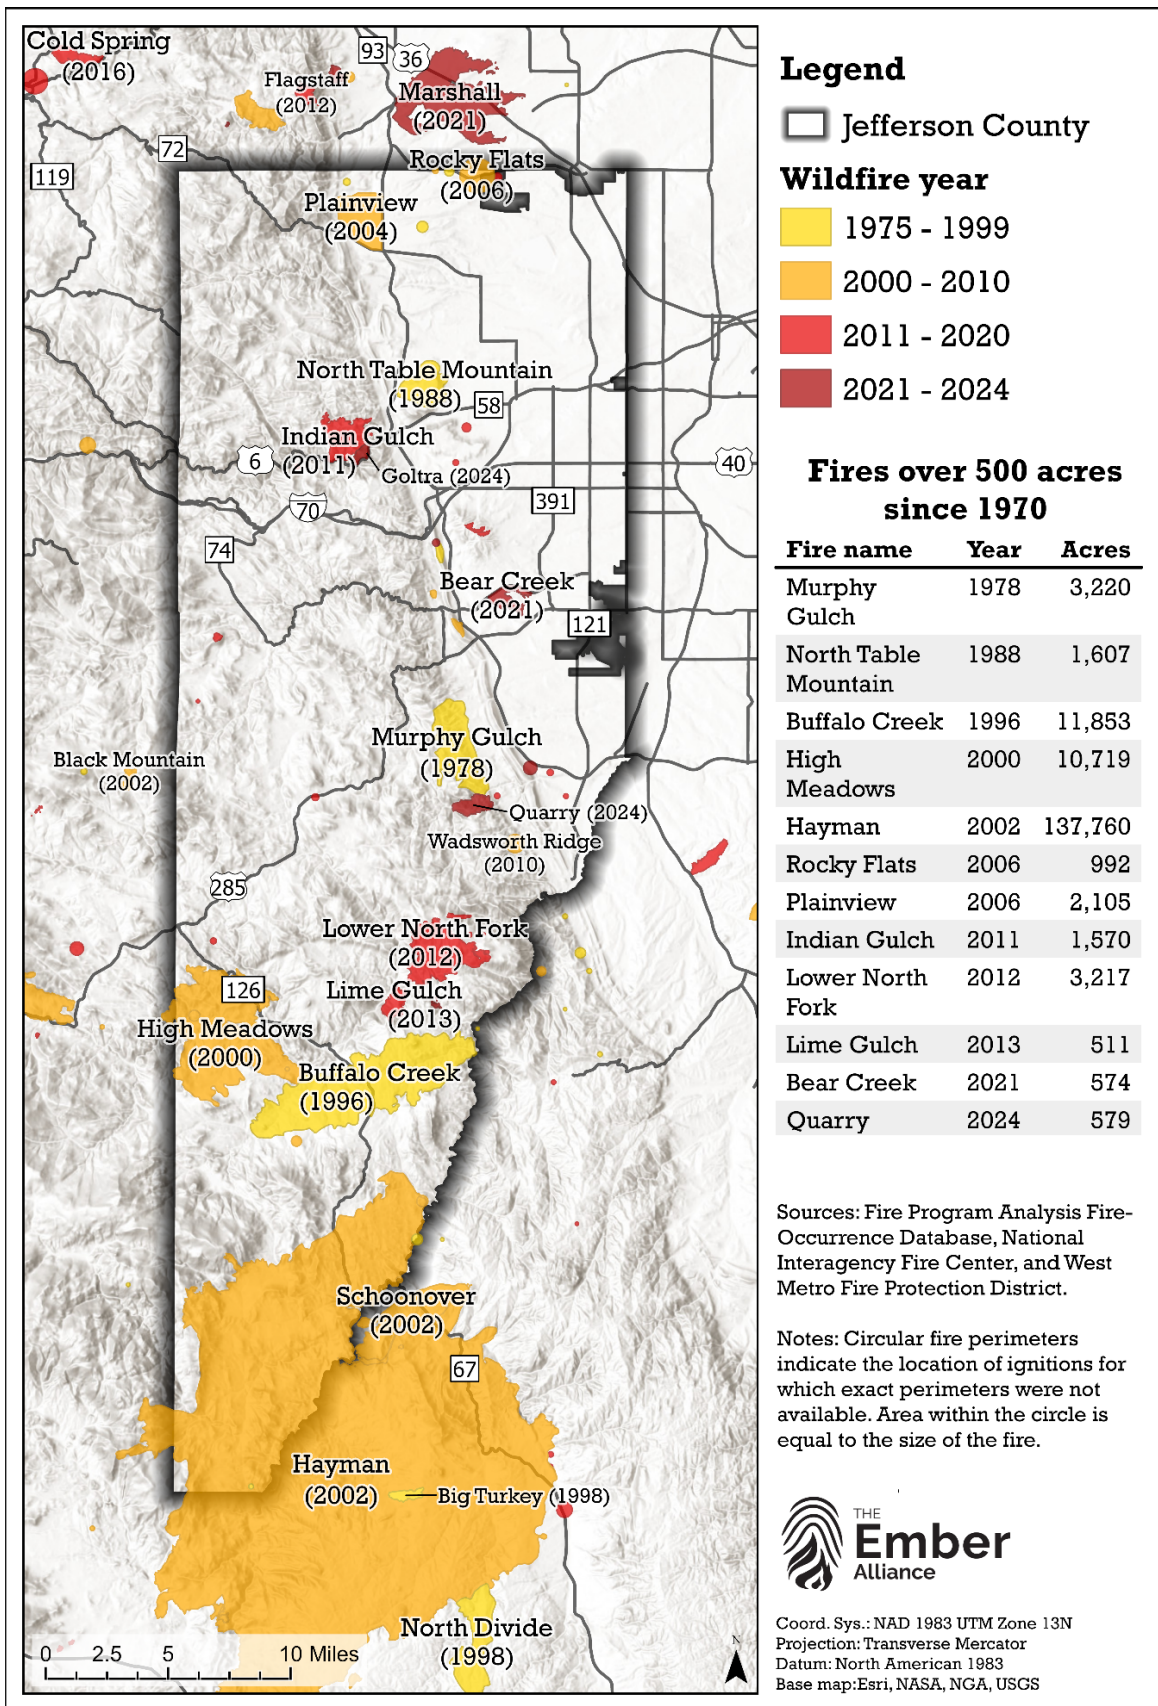 Cold Spring
(2016)
93
36
Flagstaff
(2012)
Marshall
(2021)
72
119
Rocky Flats
(2006)
Plainview
(2004)
North Table Mountain
(1988)
58
Indian Gulch
(2011)
6
Goltra (2024)
40
70
391
74
Bear Creek
(2021)
121
Murphy Gulch
(1978)
Black Mountain
(2002)
Quarry (2024)
Wadsworth Ridge
(2010)
285
Lower North Fork
(2012)
126
Lime Gulch
(2013)
High Meadows
(2000)
Buffalo Creek
(1996)
Schoonover
(2002)
67
Hayman
(2002)
Big Turkey (1998)
North Divide
(1998)
0 2.5 5 10 Miles
N
Legend
Jefferson County
Wildfire year
1975 - 1999
2000 - 2010
2011 - 2020
2021 - 2024
Fires over 500 acres
since 1970
Fire name Year Acres
Murphy 1978 3,220
Gulch
North Table 1988 1,607
Mountain
Buffalo Creek 1996 11,853
High 2000 10,719
Meadows
Hayman 2002 137,760
Rocky Flats 2006 992
Plainview 2006 2,105
Indian Gulch 2011 1,570
Lower North 2012 3,217
Fork
Lime Gulch 2013 511
Bear Creek 2021 574
Quarry 2024 579
Sources: Fire Program Analysis Fire-
Occurrence Database, National
Interagency Fire Center, and West
Metro Fire Protection District.
Notes: Circular fire perimeters
indicate the location of ignitions for
which exact perimeters were not
available. Area within the circle is
equal to the size of the fire.
THE
Ember
Alliance
Coord. Sys.: NAD 1983 UTM Zone 13N
Projection: Transverse Mercator
Datum: North American 1983
Base map:Esri, NASA, NGA, USGS